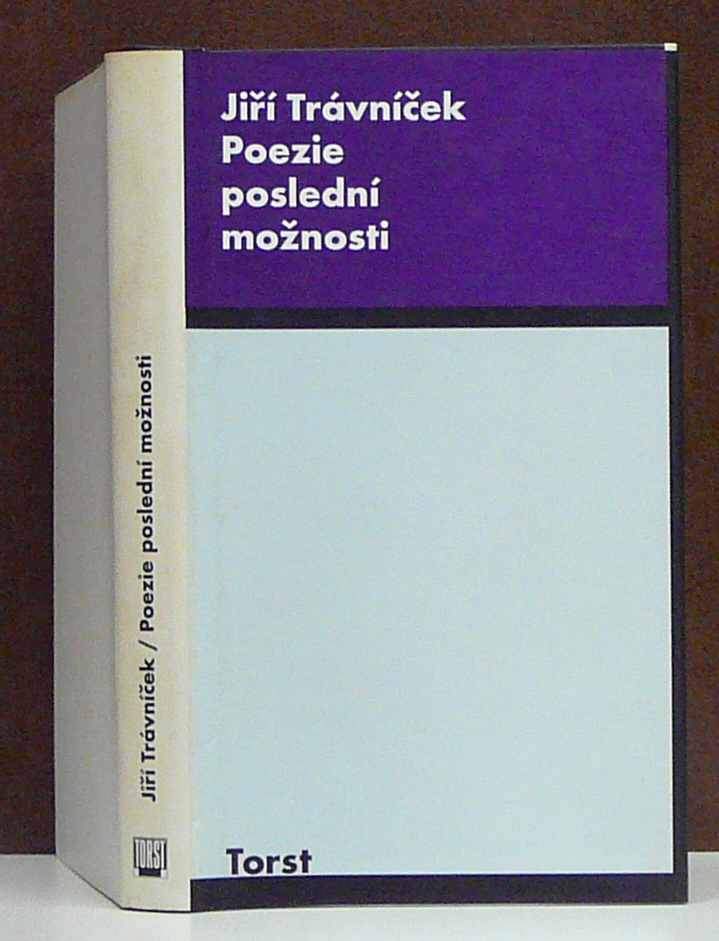 Jiří Trávníček
Poezie
poslední
možnosti
Torst
Jiří Trávníček / Poezie poslední možnosti
TORST